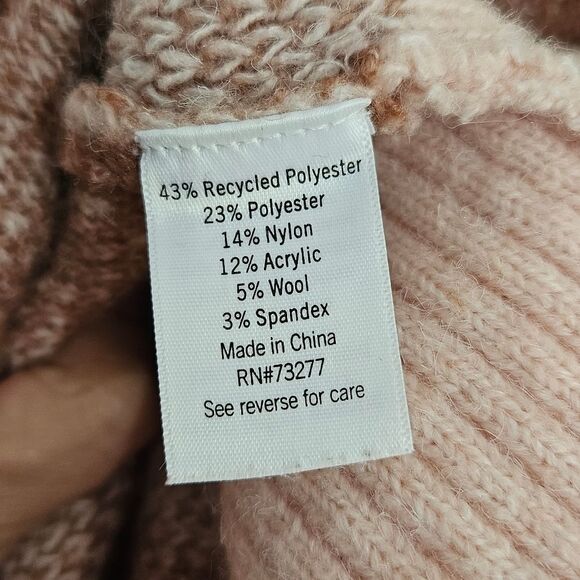 43% Recycled Polyester
23% Polyester
14% Nylon
12% Acrylic
5% Wool
3% Spandex
Made in China
RN#73277
See reverse for care